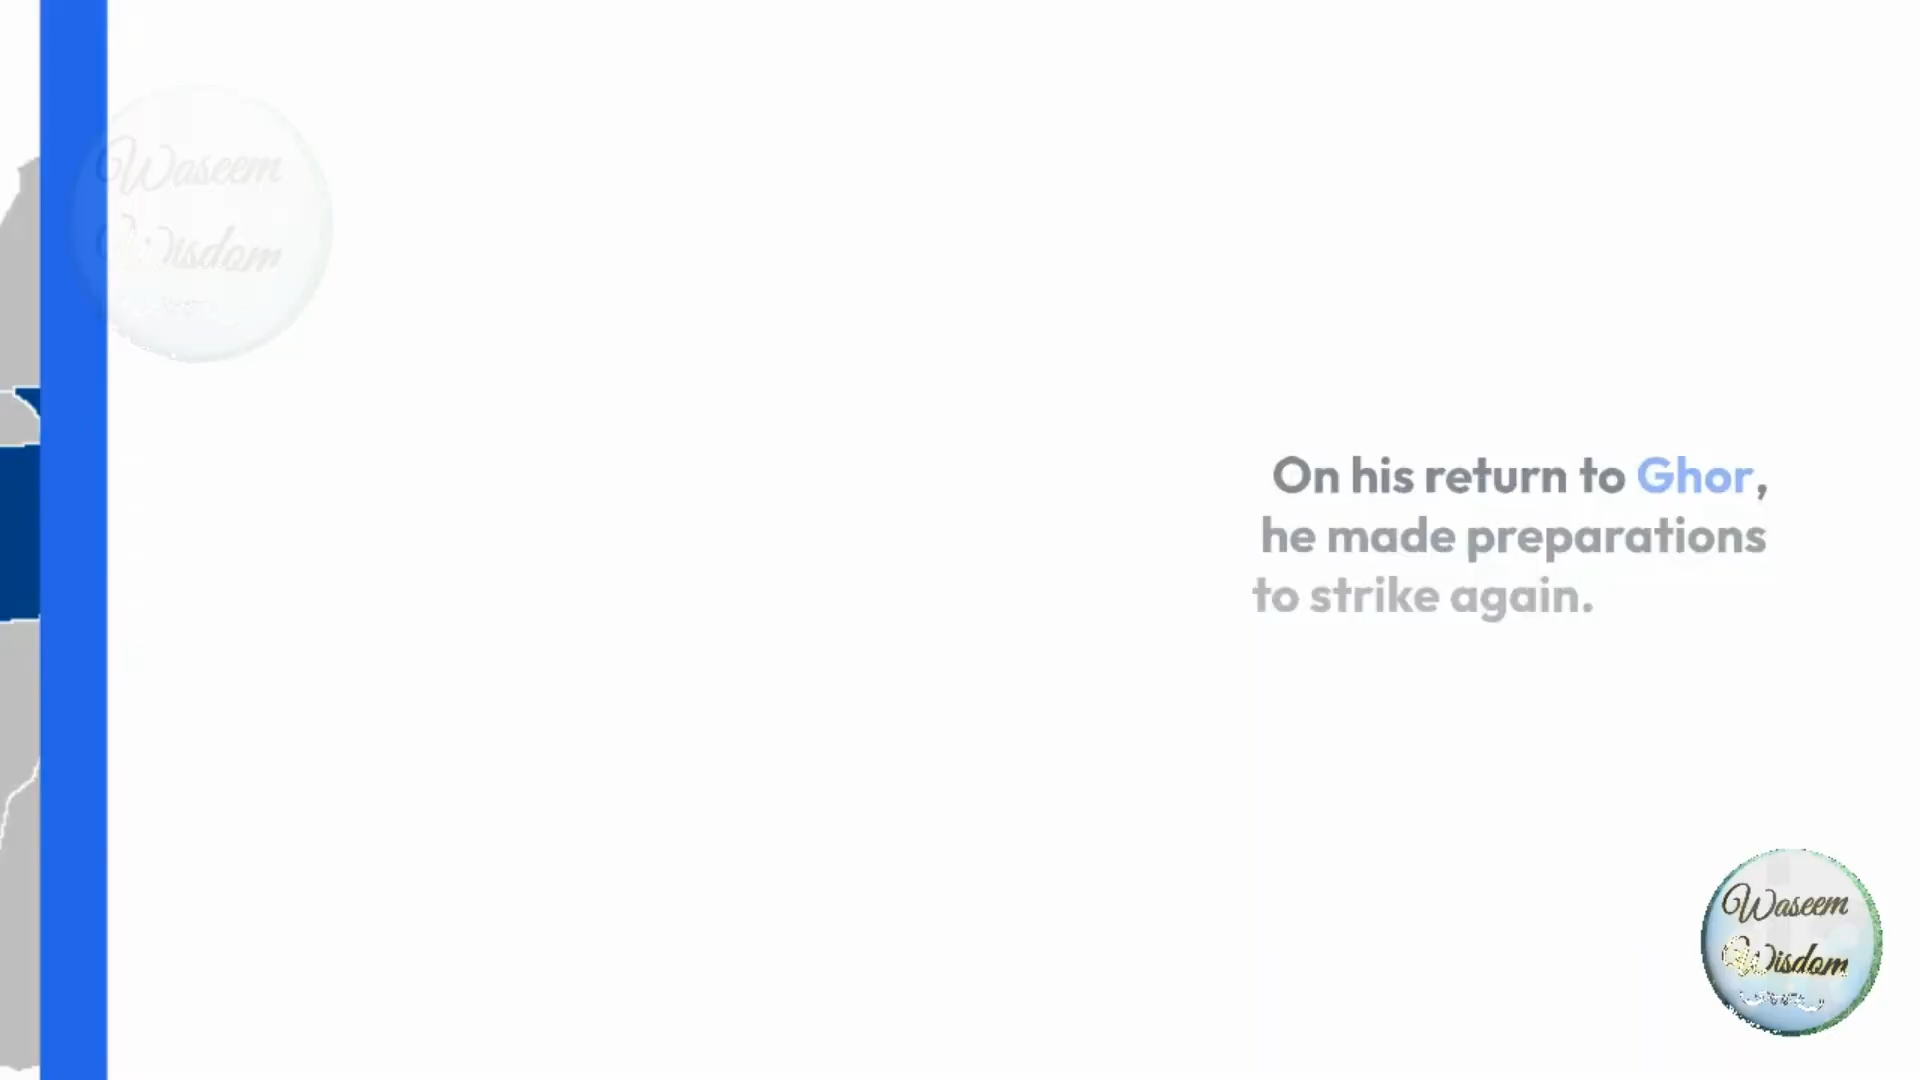 Waseem
Wisdom
On his return to Ghor,
he made preparations
to strike again.
Waseem
Wisdom